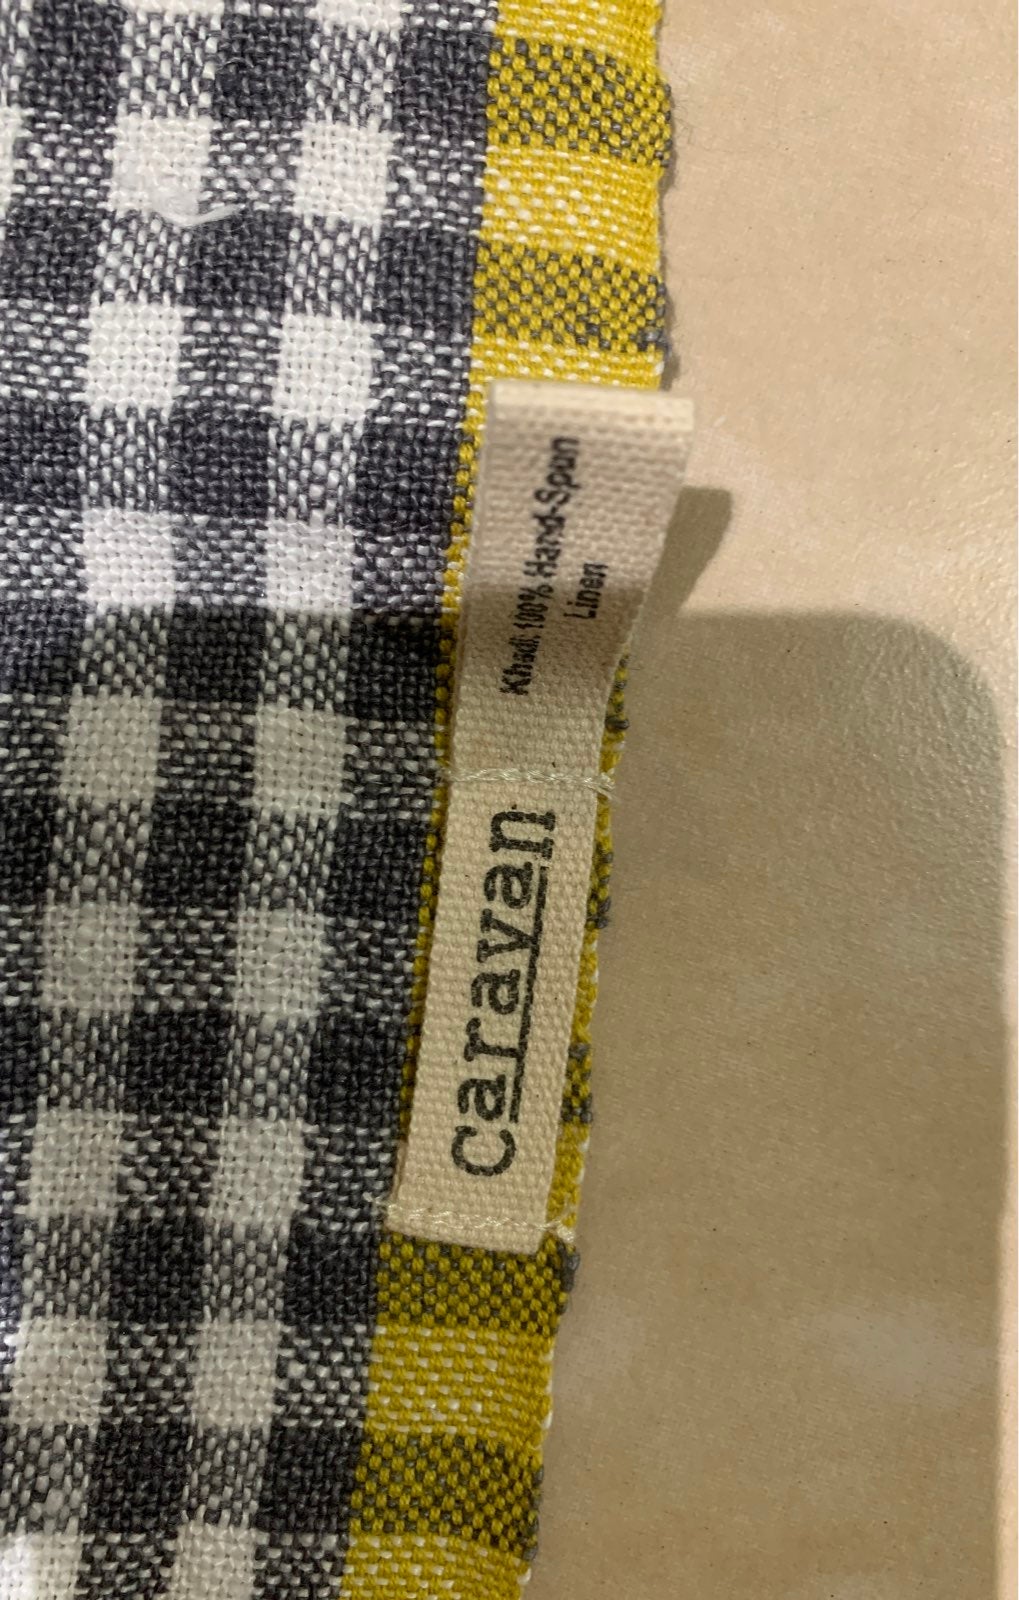 Khadi: 100% Hand-Spun
Linen
caravan